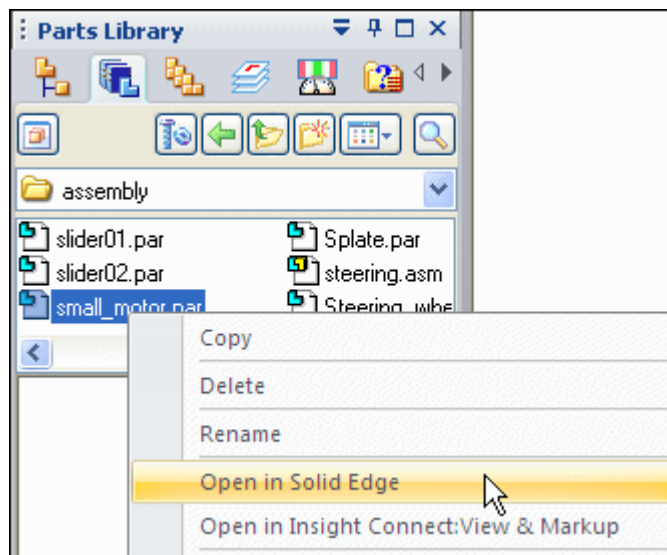 Parts Library
assembly
slider01.par
Splate.par
slider02.par
steering.asm
small_motor.par
Steering_whe
Copy
Delete
Rename
Open in Solid Edge
Open in Insight Connect:View & Markup